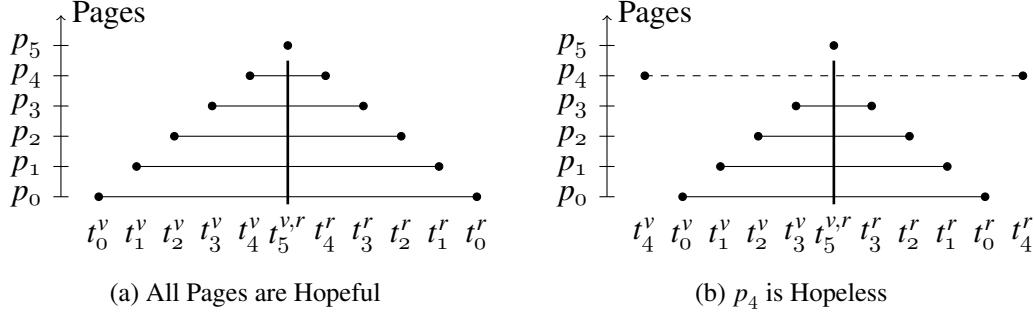 Pages
p₅
p₄
p₃
p₂
p₁
p₀
t₀ᵛ t₁ᵛ t₂ᵛ t₃ᵛ t₄ᵛ t₅ᵛ,ʳ t₄ʳ t₃ʳ t₂ʳ t₁ʳ t₀ʳ
(a) All Pages are Hopeful
Pages
p₅
p₄
p₃
p₂
p₁
p₀
t₄ᵛ t₀ᵛ t₁ᵛ t₂ᵛ t₃ᵛ t₅ᵛ,ʳ t₃ʳ t₂ʳ t₁ʳ t₀ʳ t₄ʳ
(b) p₄ is Hopeless